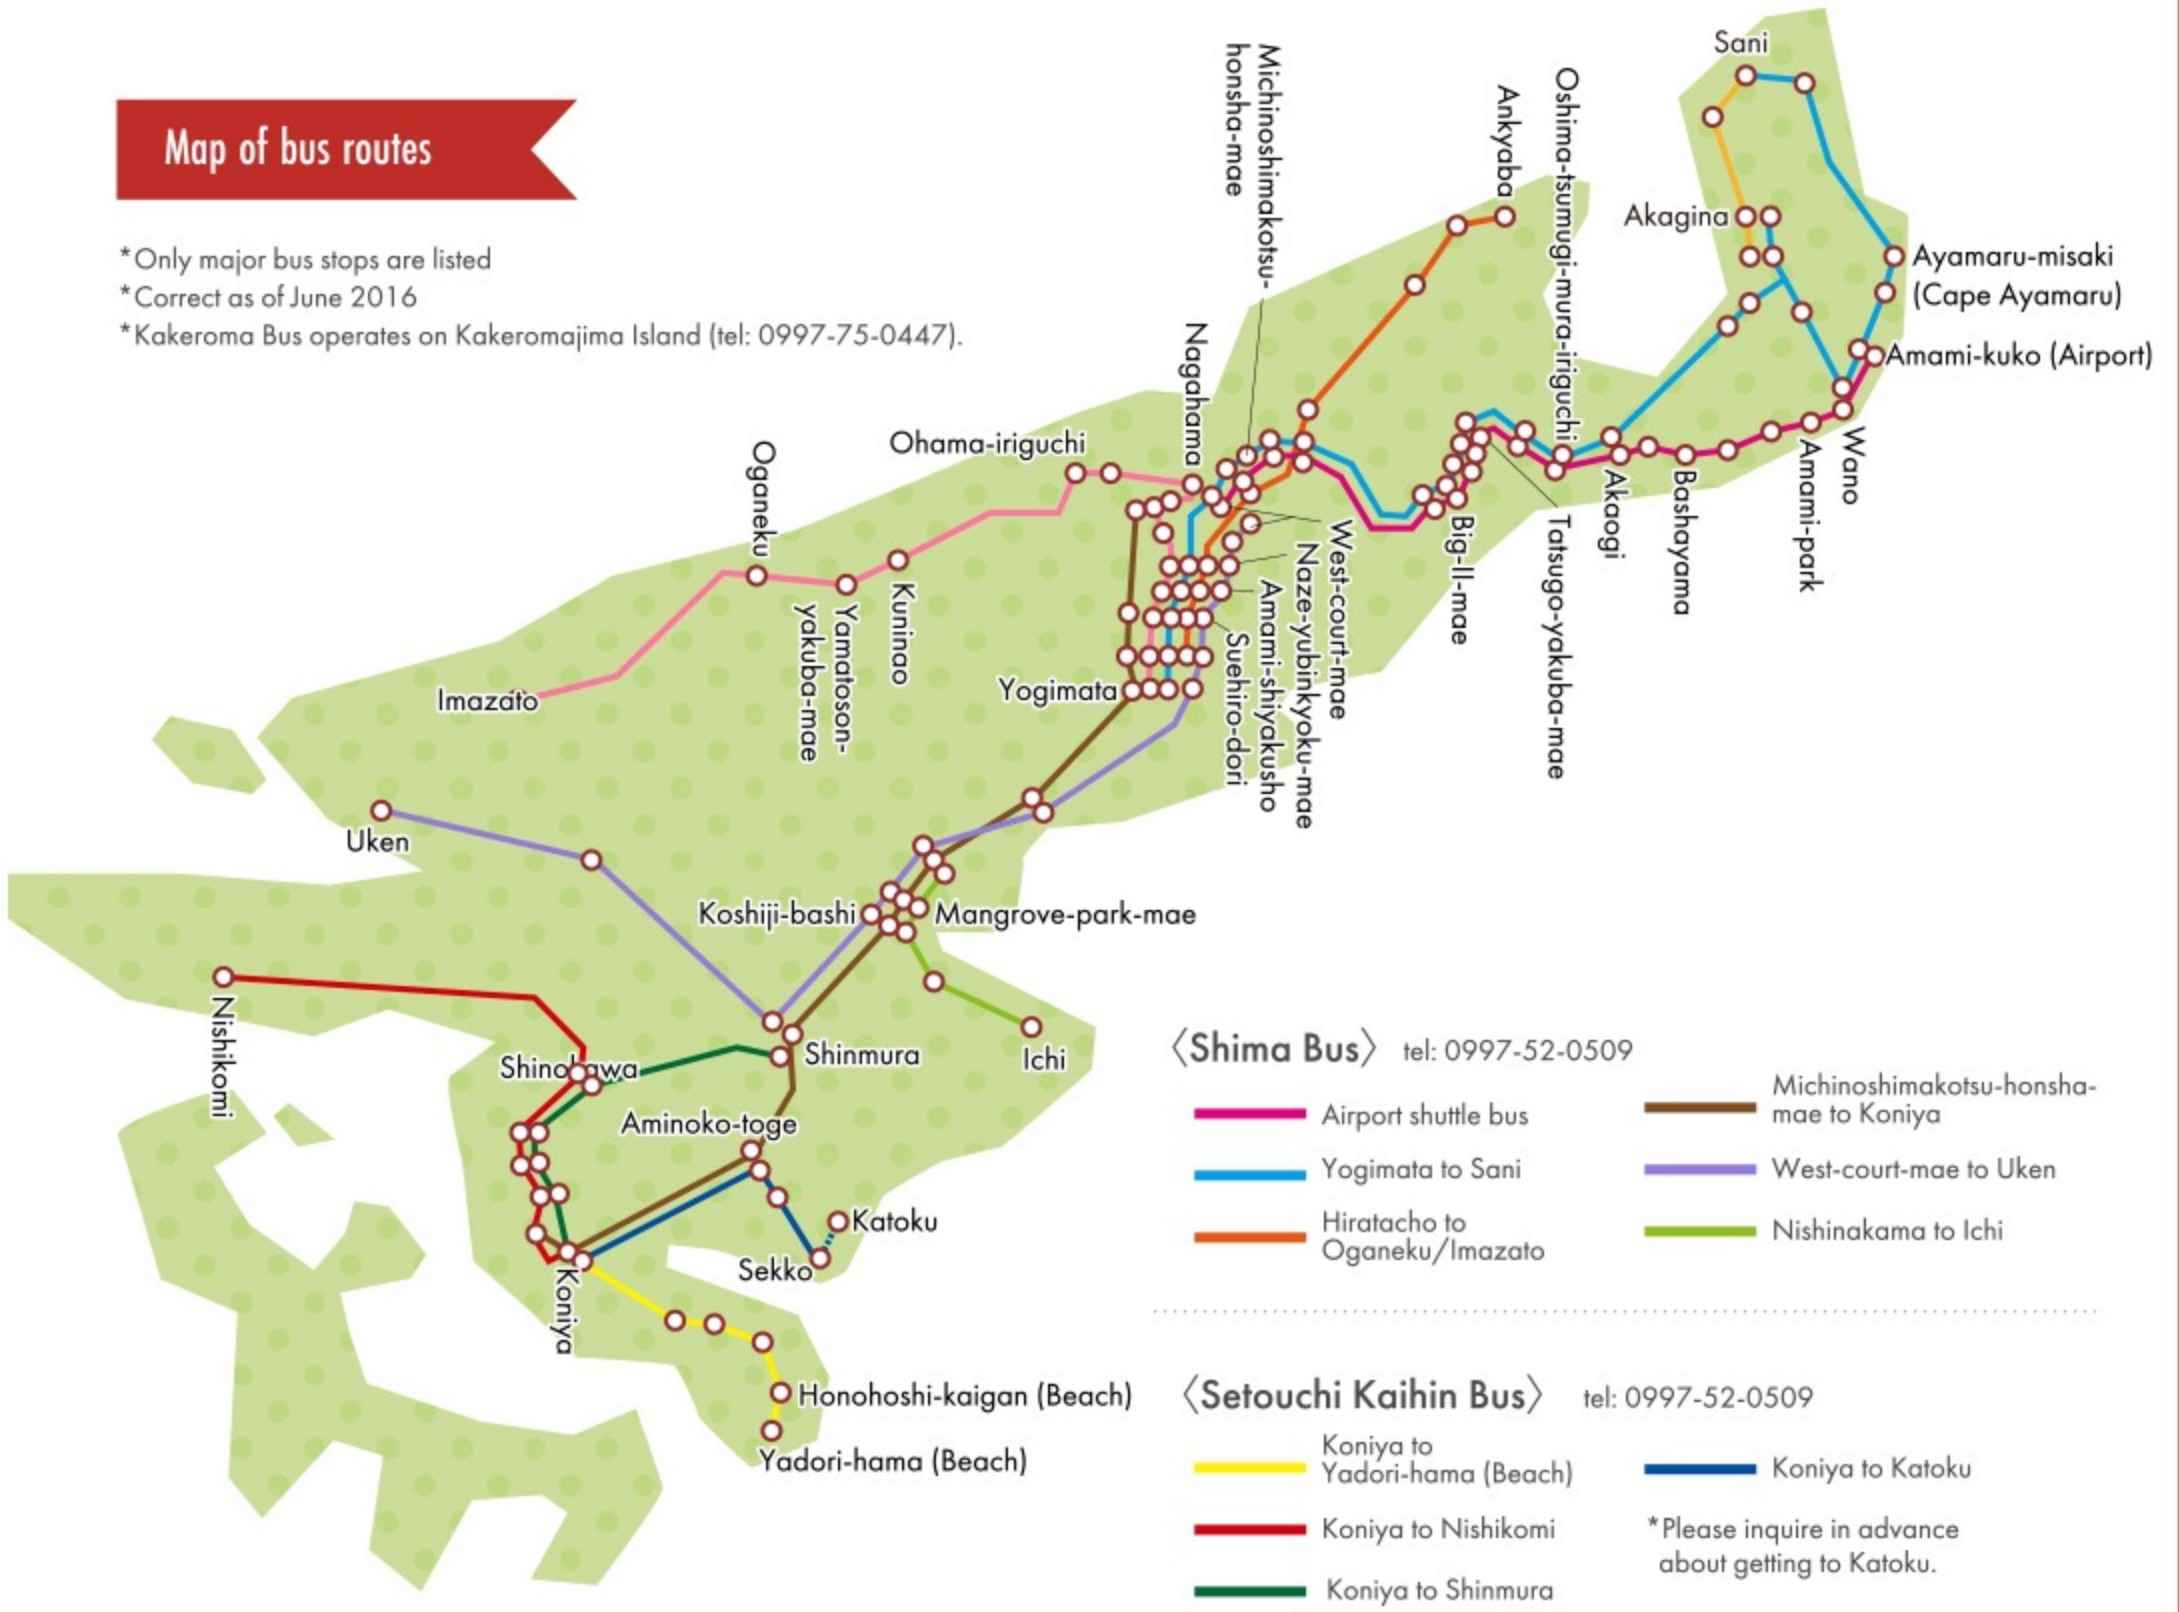 Map of bus routes
*Only major bus stops are listed
*Correct as of June 2016
*Kakeroma Bus operates on Kakeromajima Island (tel: 0997-75-0447).
Sani
Michinoshimakotsu-
honsha-mae
Ankyaba
Oshima-tsumugi-mura-iriguchi
Akagina
Ayamaru-misaki
(Cape Ayamaru)
Amami-kuko (Airport)
Nagahama
Ohama-iriguchi
Oganeku
Wano
Amami-park
Bashayama
Akaogi
Tatsugo-yakuba-mae
Big-II-mae
West-court-mae
Naze-yubinkyoku-mae
Amami-shiyakusho
Suehiro-dori
Kuninao
Yamatoson-
yakuba-mae
Imazato
Yogimata
Uken
Koshiji-bashi
Mangrove-park-mae
Nishikomi
Shinokawa
Shinmura
Ichi
Aminoko-toge
Katoku
Sekko
Koniya
Honohoshi-kaigan (Beach)
Yadori-hama (Beach)
〈Shima Bus〉 tel: 0997-52-0509
Airport shuttle bus
Yogimata to Sani
Hiratacho to
Oganeku/Imazato
Michinoshimakotsu-honsha-
mae to Koniya
West-court-mae to Uken
Nishinakama to Ichi
〈Setouchi Kaihin Bus〉 tel: 0997-52-0509
Koniya to
Yadori-hama (Beach)
Koniya to Nishikomi
Koniya to Shinmura
Koniya to Katoku
*Please inquire in advance
about getting to Katoku.